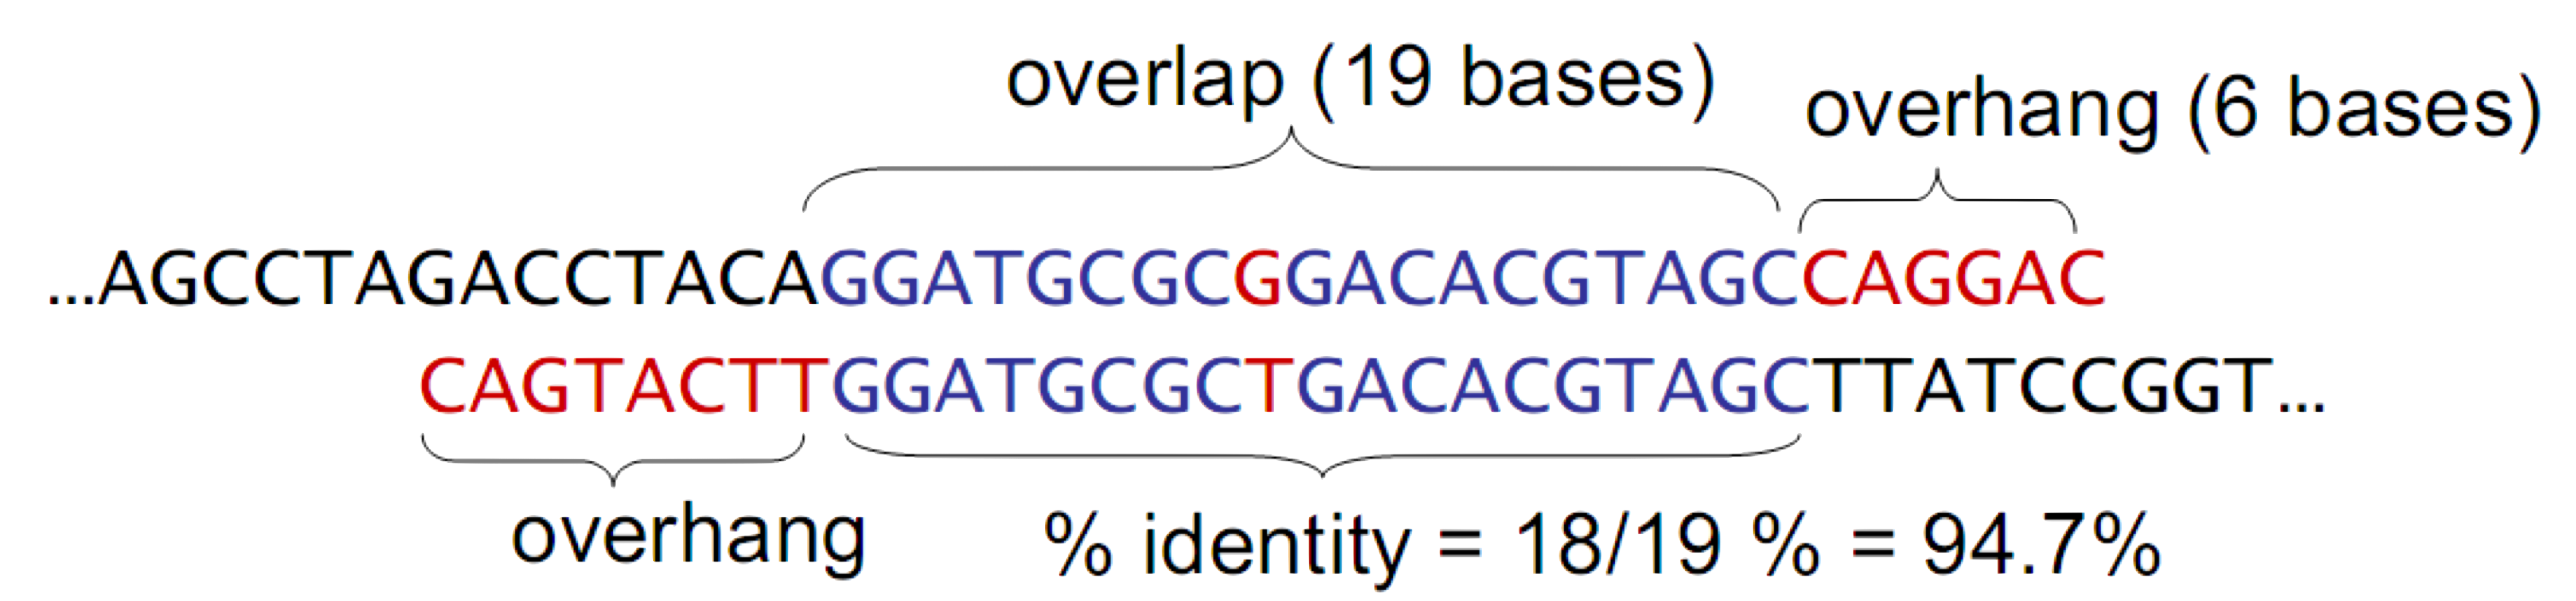 overlap (19 bases)
overhang (6 bases)
...AGCCTAGACCTACAGGATGCGCGGACACGTAGCCAGGAC
CAGTACTTGGATGCGCTGACACGTAGCTTATCCGGT...
overhang
% identity = 18/19 % = 94.7%